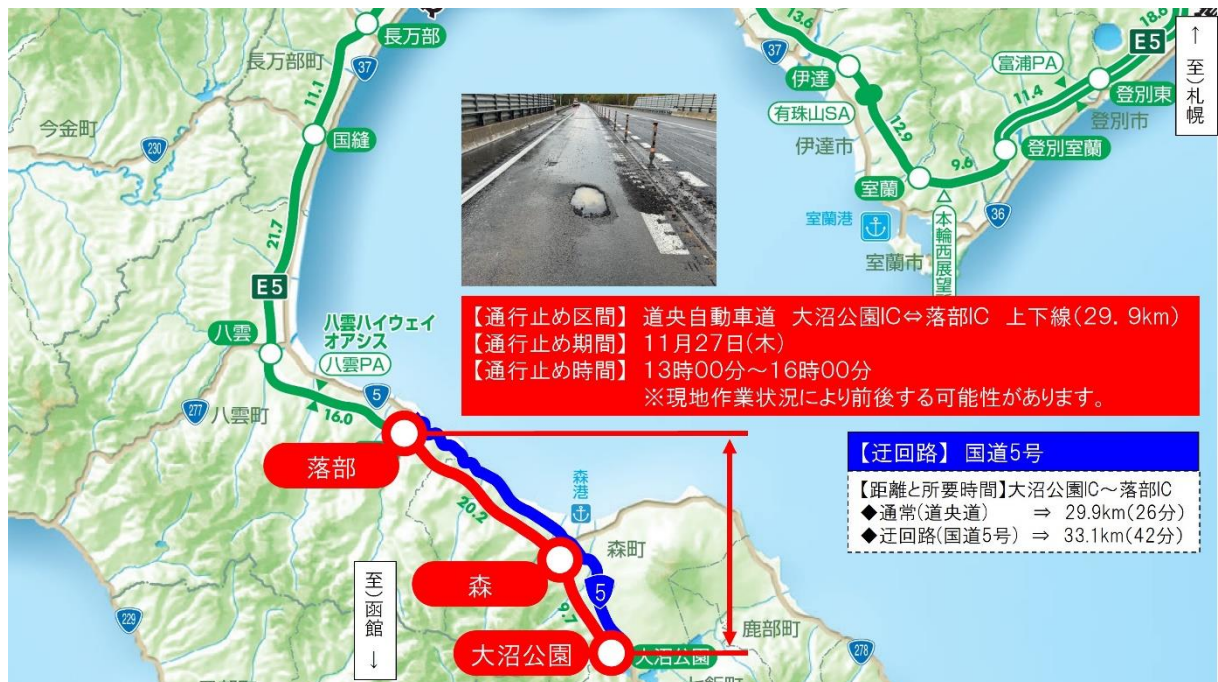 長万部
長万部町
37
11.1
今金町
230
国縫
21.7
E5
八雲
八雲ハイウェイ
オアシス
八雲PA
5
277
八雲町
16.0
落部
20.2
森港
森町
森
9.7
5
大沼公園
大沼公園
鹿部町
278
七飯町
229
至)函館 ↓
13.6
37
伊達
有珠山SA
伊達市
12.9
室蘭
9.6
室蘭港
室蘭市
本輪西展望所
36
登別室蘭
登別市
登別東
11.4
富浦PA
E5
18.6
↑ 至)札幌
【通行止め区間】 道央自動車道 大沼公園IC⇔落部IC 上下線(29.9km)
【通行止め期間】 11月27日(木)
【通行止め時間】 13時00分~16時00分
※現地作業状況により前後する可能性があります。
【迂回路】 国道5号
【距離と所要時間】大沼公園IC~落部IC
◆通常(道央道) ⇒ 29.9km(26分)
◆迂回路(国道5号) ⇒ 33.1km(42分)